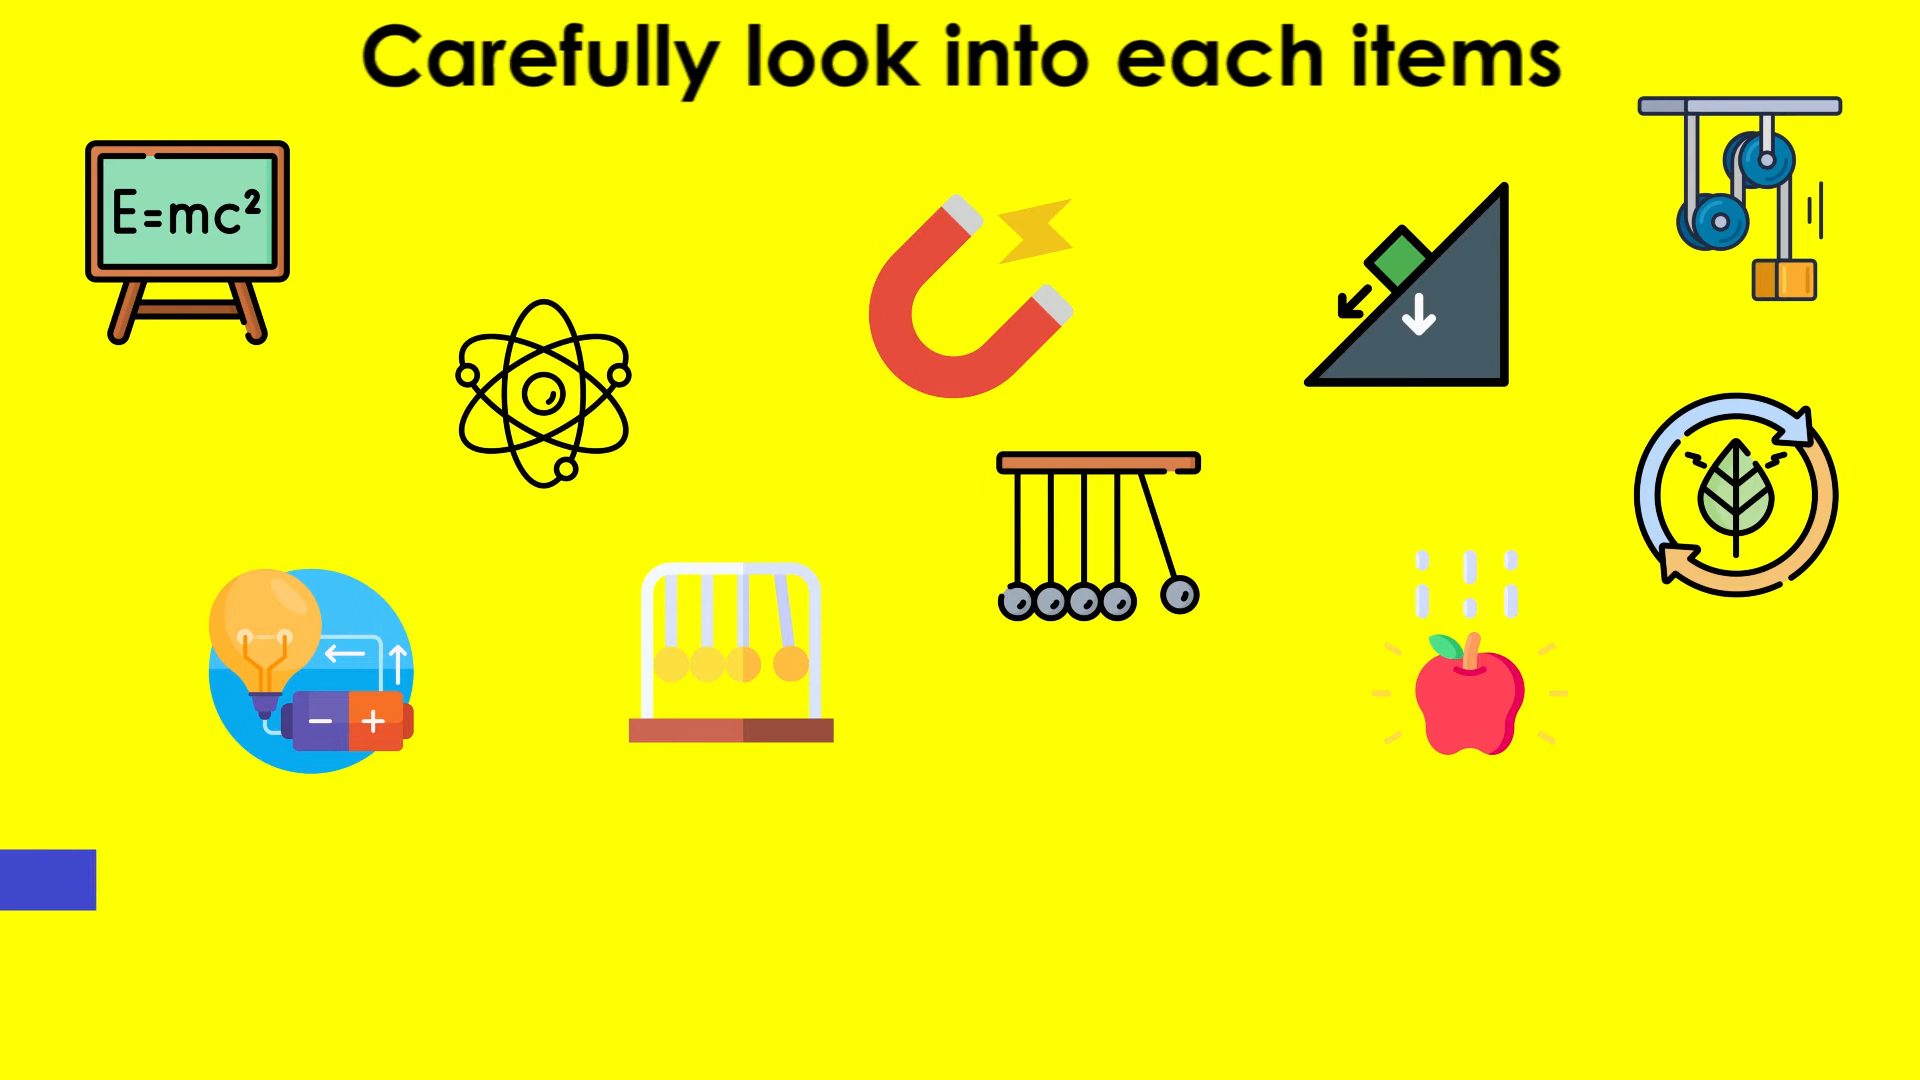 Carefully look into each items
E=mc²
- +